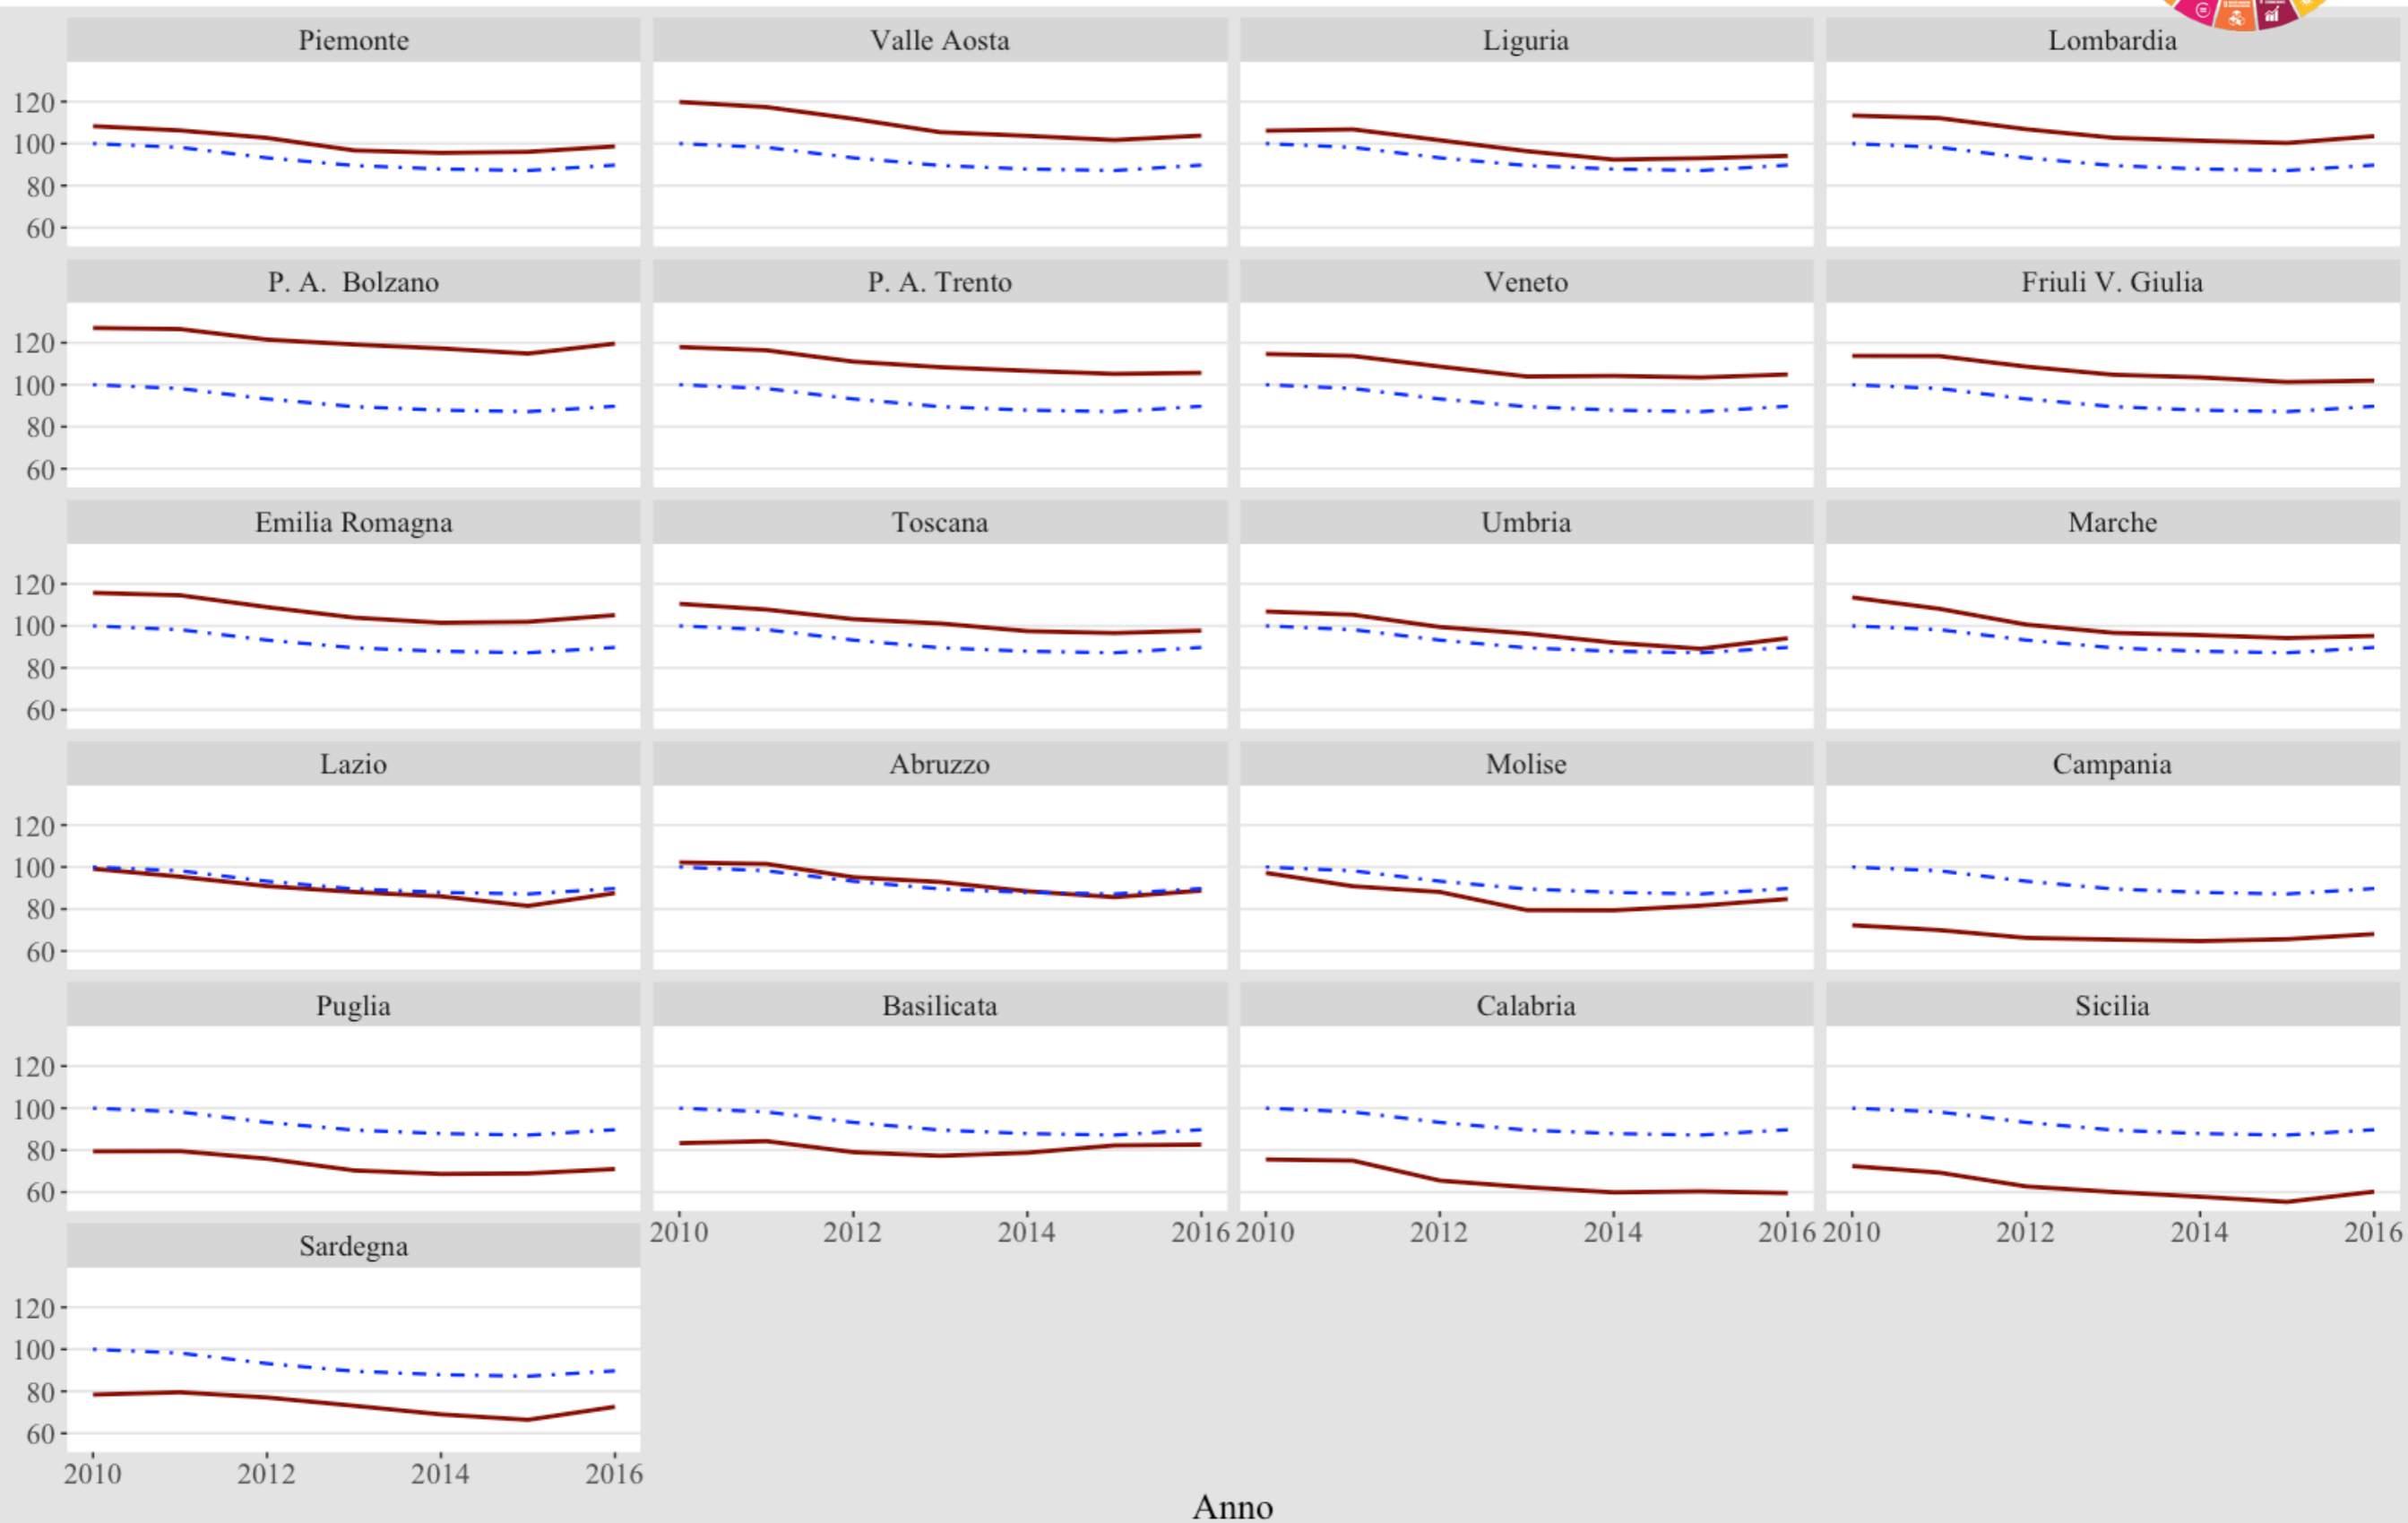 Piemonte Valle Aosta Liguria Lombardia
120
100
80
60
P. A.  Bolzano P. A. Trento Veneto Friuli V. Giulia
120
100
80
60
Emilia Romagna Toscana Umbria Marche
120
100
80
60
Lazio Abruzzo Molise Campania
120
100
80
60
Puglia Basilicata Calabria Sicilia
120
100
80
60
2010 2012 2014 2016 2010 2012 2014 2016 2010 2012 2014 2016
Sardegna
120
100
80
60
2010 2012 2014 2016
Anno